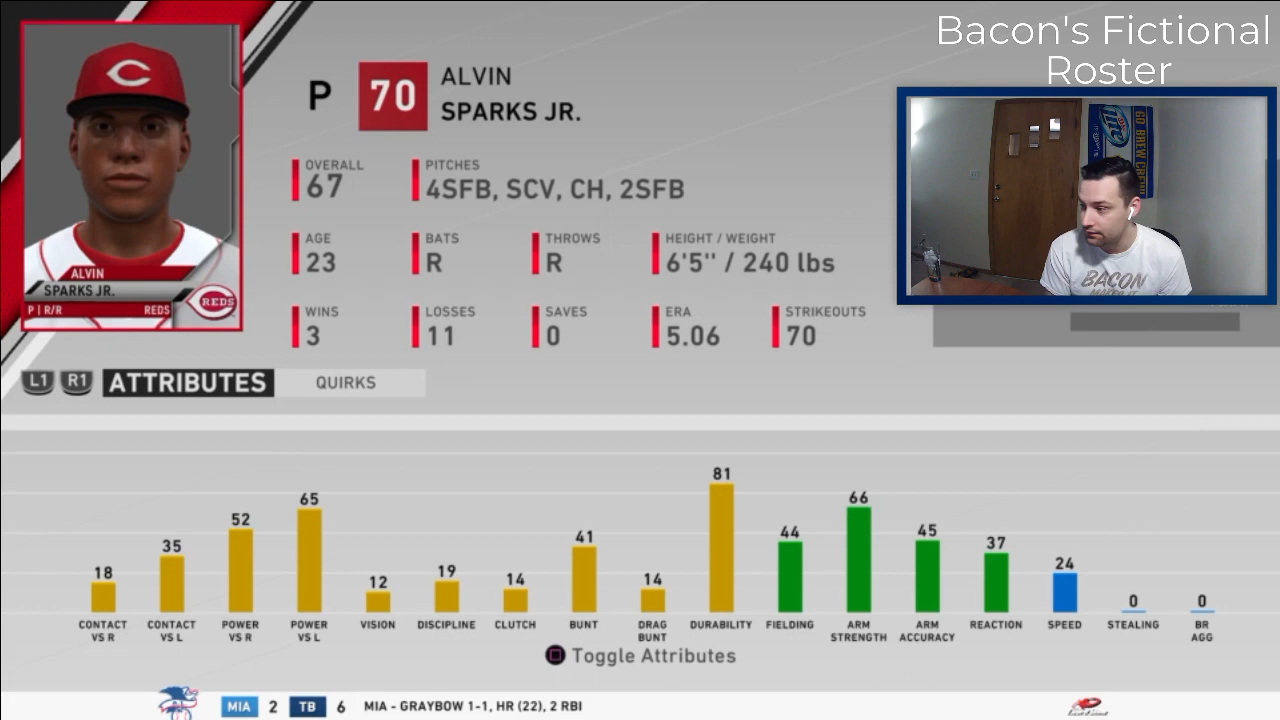 Bacon's Fictional
Roster
P 70 ALVIN
SPARKS JR.
OVERALL
67
PITCHES
4SFB, SCV, CH, 2SFB
AGE
23
BATS
R
THROWS
R
HEIGHT / WEIGHT
6'5'' / 240 lbs
WINS
3
LOSSES
11
SAVES
0
ERA
5.06
STRIKEOUTS
70
ALVIN
SPARKS JR.
P | R/R REDS
REDS
GO BREW CREW
BACON
L1 R1 ATTRIBUTES QUIRKS
18 35 52 65 12 19 14 41 14 81 44 66 45 37 24 0 0
CONTACT VS R
CONTACT VS L
POWER VS R
POWER VS L
VISION
DISCIPLINE
CLUTCH
BUNT
DRAG BUNT
DURABILITY
FIELDING
ARM STRENGTH
ARM ACCURACY
REACTION
SPEED
STEALING
BR AGG
Toggle Attributes
MIA 2 TB 6 MIA - GRAYBOW 1-1, HR (22), 2 RBI